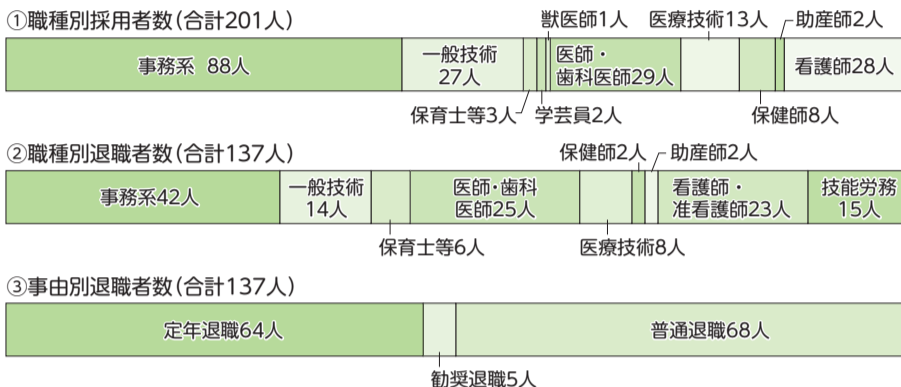 ①職種別採用者数(合計201人)
獣医師1人
医療技術13人
助産師2人
事務系 88人
一般技術
27人
医師・
歯科医師29人
看護師28人
保育士等3人
学芸員2人
保健師8人
②職種別退職者数(合計137人)
保健師2人
助産師2人
事務系42人
一般技術
14人
医師・歯科
医師25人
看護師・
准看護師23人
技能労務
15人
保育士等6人
医療技術8人
③事由別退職者数(合計137人)
定年退職64人
普通退職68人
勧奨退職5人